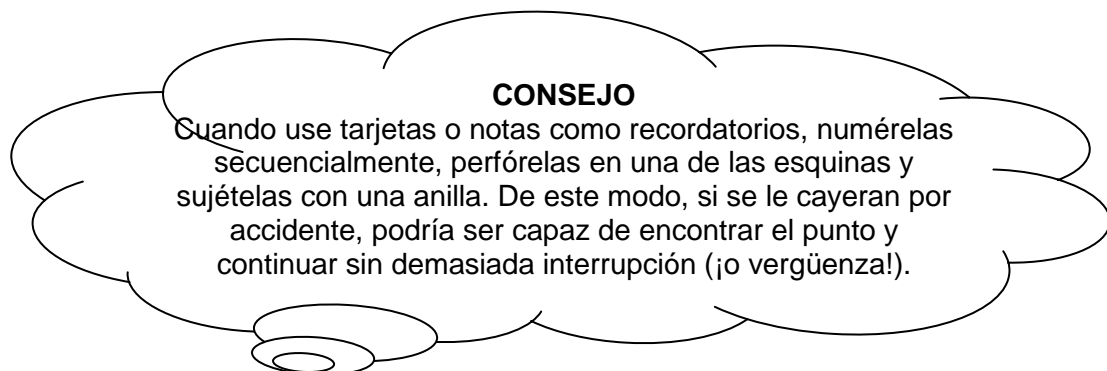 CONSEJO
Cuando use tarjetas o notas como recordatorios, numérelas
secuencialmente, perfórelas en una de las esquinas y
sujételas con una anilla. De este modo, si se le cayeran por
accidente, podría ser capaz de encontrar el punto y
continuar sin demasiada interrupción (¡o vergüenza!).